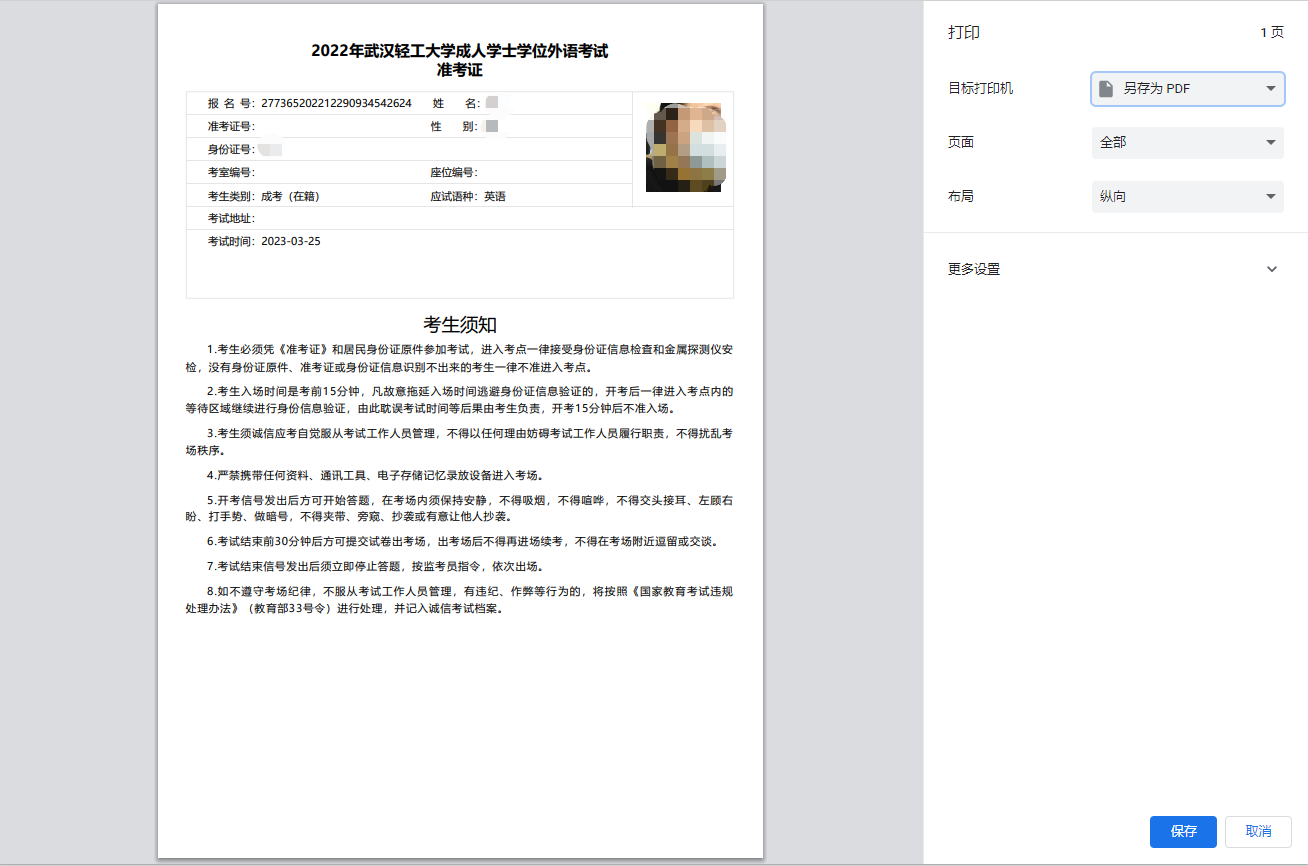 2022年武汉轻工大学成人学士学位外语考试
准考证
报 名 号：277365202212290934542624 姓 名：
准考证号： 性 别：
身份证号：
考室编号： 座位编号：
考生类别：成考（在籍） 应试语种：英语
考试地址：
考试时间：2023-03-25
考生须知
1.考生必须凭《准考证》和居民身份证原件参加考试，进入考点一律接受身份证信息检查和金属探测仪安
检，没有身份证原件、准考证或身份证信息识别不出来的考生一律不准进入考点。
2.考生入场时间是考前15分钟，凡故意拖延入场时间逃避身份证信息验证的，开考后一律进入考点内的
等待区域继续进行身份信息验证，由此耽误考试时间等后果由考生负责，开考15分钟后不准入场。
3.考生须诚信应考自觉服从考试工作人员管理，不得以任何理由妨碍考试工作人员履行职责，不得扰乱考
场秩序。
4.严禁携带任何资料、通讯工具、电子存储记忆录放设备进入考场。
5.开考信号发出后方可开始答题，在考场内须保持安静，不得吸烟，不得喧哗，不得交头接耳、左顾右
盼、打手势、做暗号，不得夹带、旁窥、抄袭或有意让他人抄袭。
6.考试结束前30分钟后方可提交试卷出考场，出考场后不得再进场续考，不得在考场附近逗留或交谈。
7.考试结束信号发出后须立即停止答题，按监考员指令，依次出场。
8.如不遵守考场纪律，不服从考试工作人员管理，有违纪、作弊等行为的，将按照《国家教育考试违规
处理办法》（教育部33号令）进行处理，并记入诚信考试档案。
打印 1 页
目标打印机 另存为 PDF
页面 全部
布局 纵向
更多设置
保存 取消